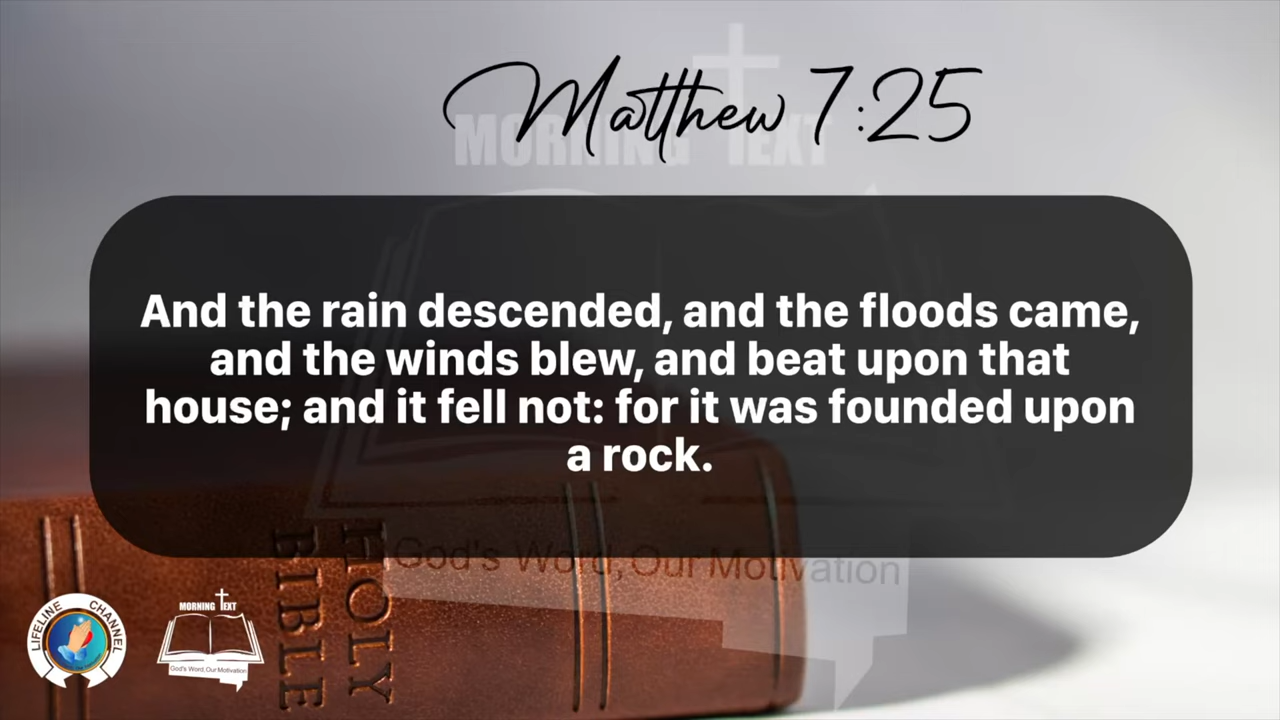 Matthew 7:25
MORNING TEXT
And the rain descended, and the floods came,
and the winds blew, and beat upon that
house; and it fell not: for it was founded upon
a rock.
God's Word, Our Motivation
HOLY
BIBLE
LIFELINE CHANNEL
MORNING TEXT
God's Word, Our Motivation